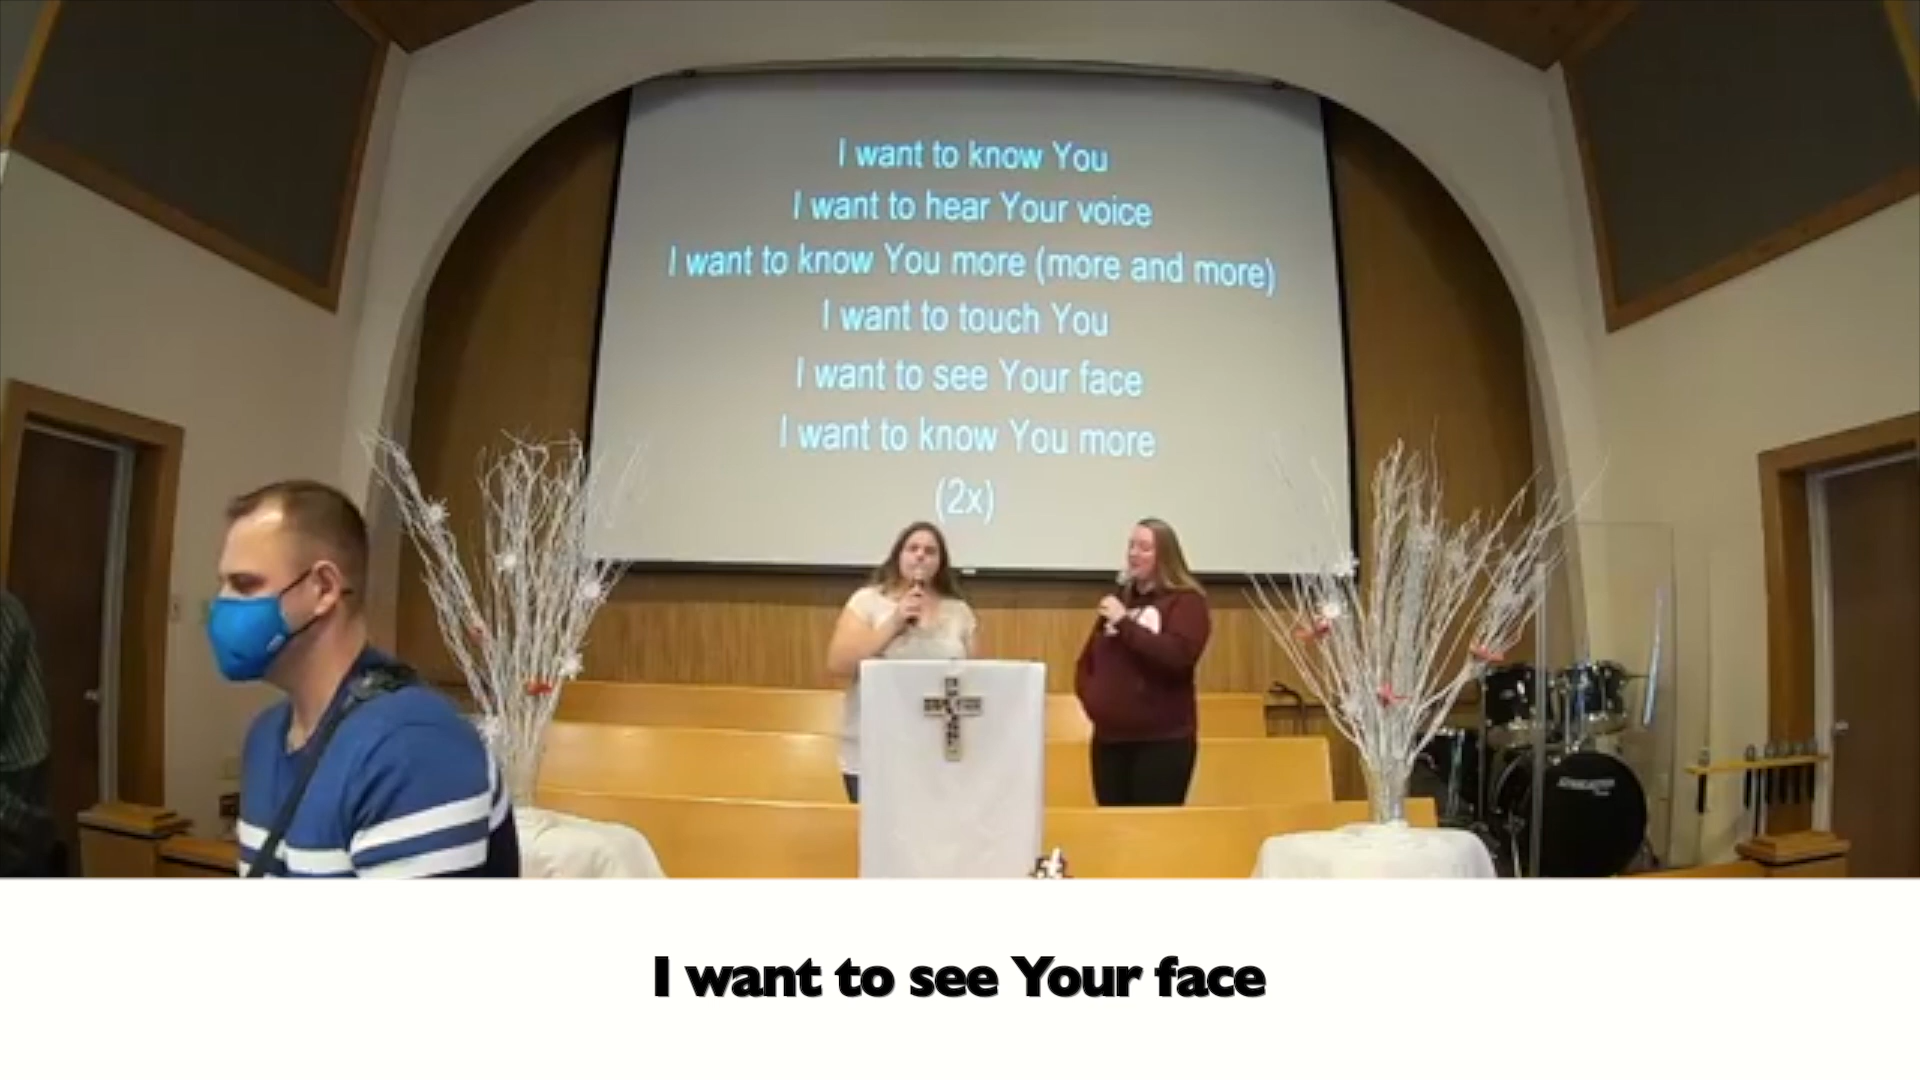 I want to know You
I want to hear Your voice
I want to know You more (more and more)
I want to touch You
I want to see Your face
I want to know You more
(2x)
I want to see Your face